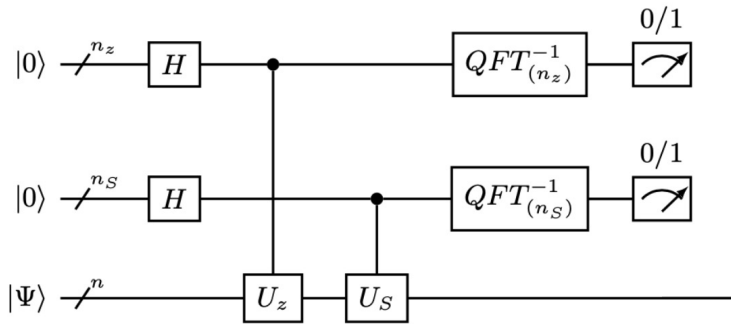 0/1
|0⟩ n_z H QFT^{-1}_{(n_z)}
0/1
|0⟩ n_S H QFT^{-1}_{(n_S)}
|Ψ⟩ n U_z U_S